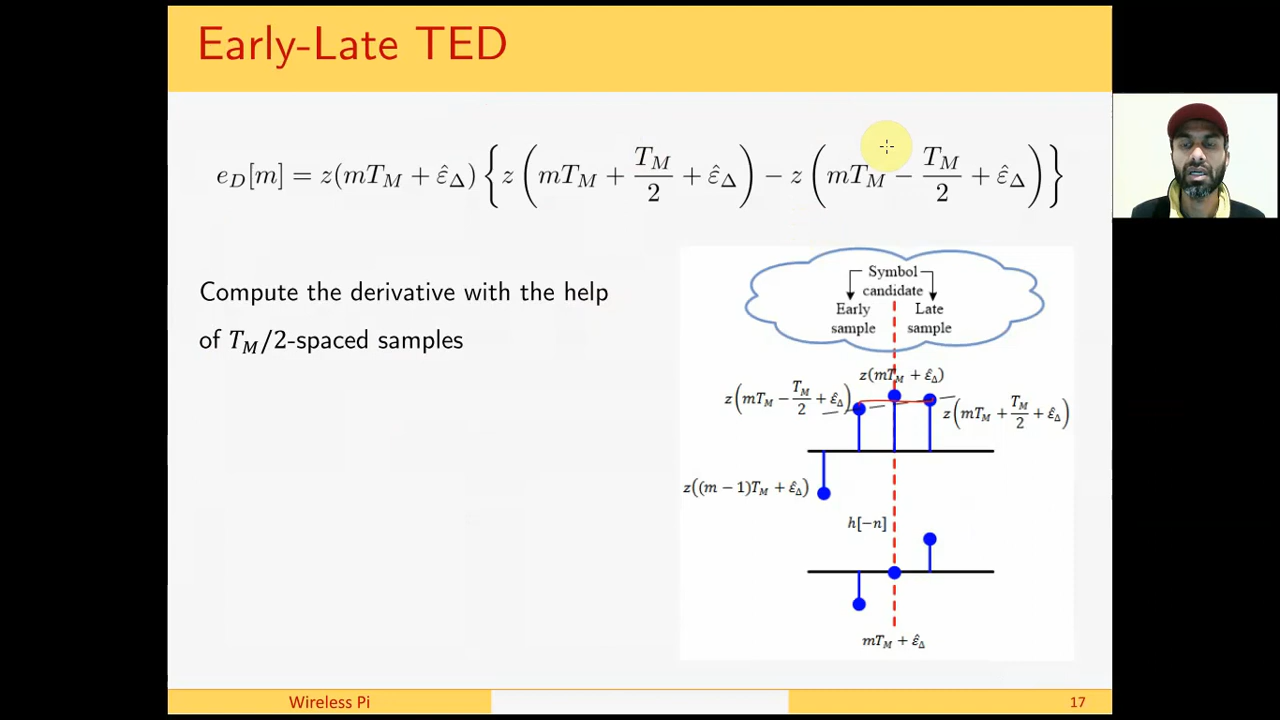 Early-Late TED
e_D[m] = z(mT_M + ε̂_Δ) { z ( mT_M + T_M/2 + ε̂_Δ ) − z ( mT_M − T_M/2 + ε̂_Δ ) }
Compute the derivative with the help
of T_M/2-spaced samples
Symbol
candidate
Early
sample
Late
sample
z(mT_M + ε̂_Δ)
z(mT_M − T_M/2 + ε̂_Δ)
z(mT_M + T_M/2 + ε̂_Δ)
z((m − 1)T_M + ε̂_Δ)
h[−n]
mT_M + ε̂_Δ
Wireless Pi
17